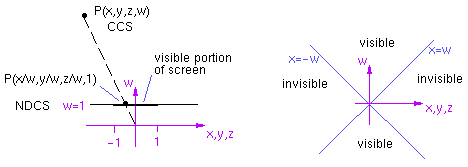 P(x,y,z,w)
CCS
visible portion
of screen
w
P(x/w,y/w,z/w,1)
NDCS
w=1
x,y,z
-1
1
visible
x=-w
w
x=w
invisible
invisible
x,y,z
visible